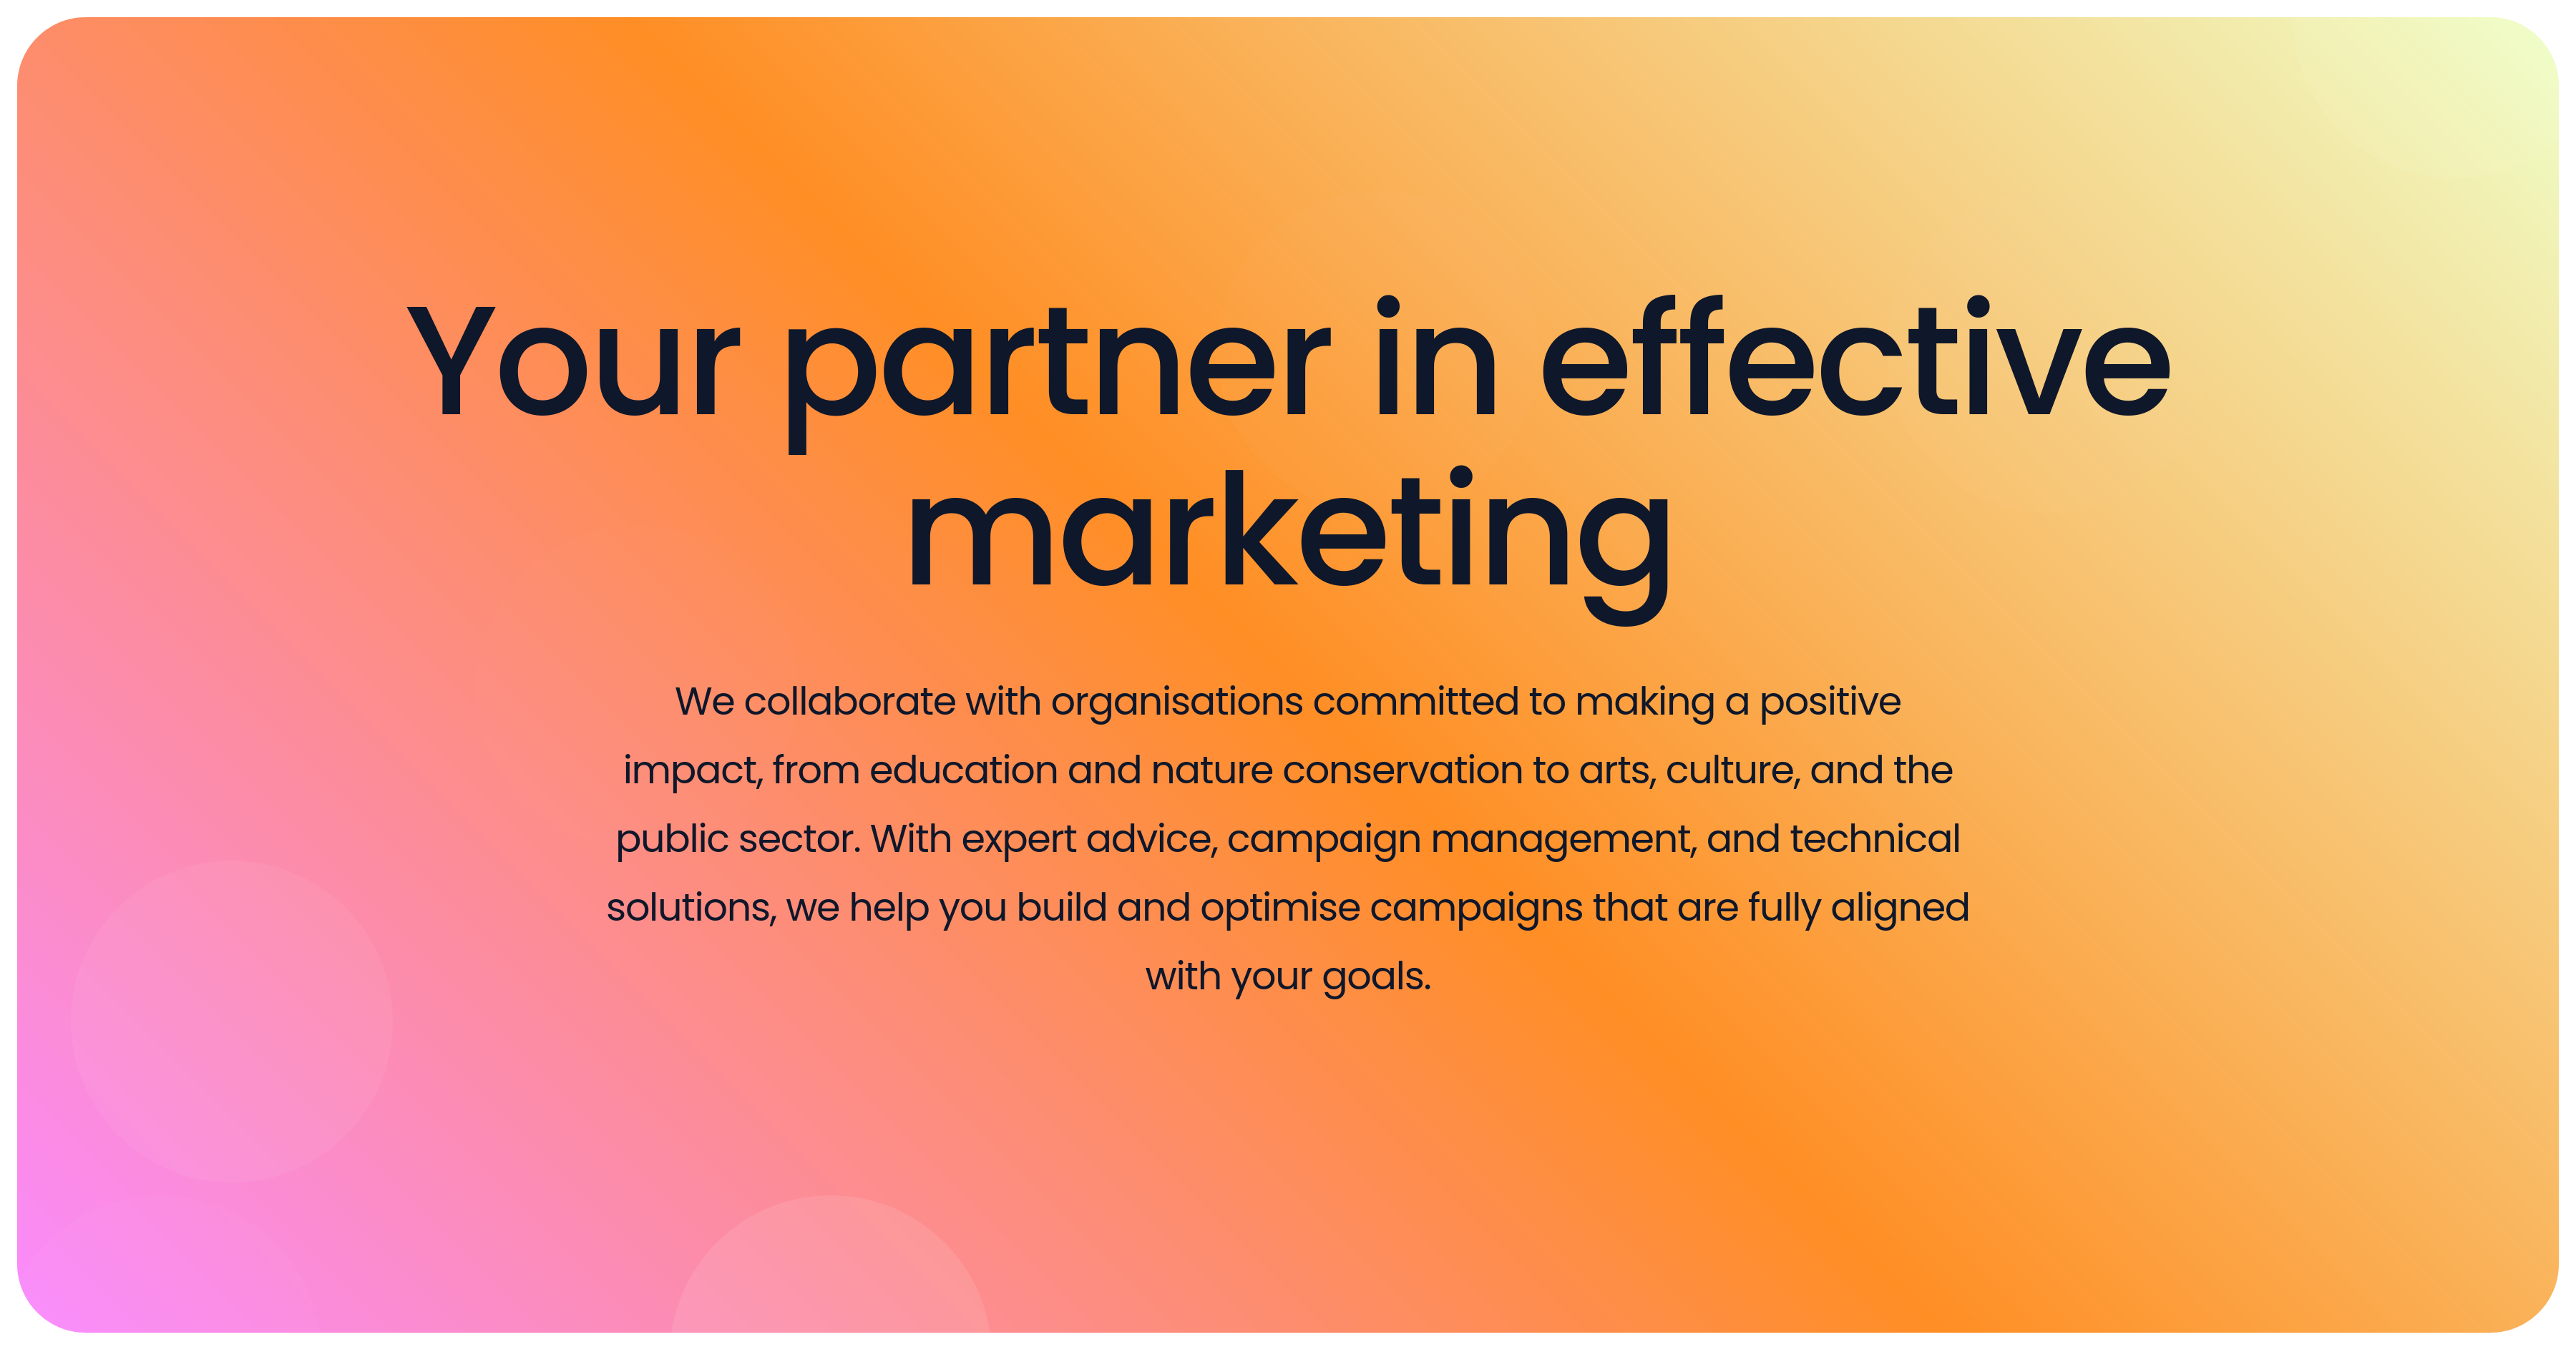 Your partner in effective
marketing
We collaborate with organisations committed to making a positive
impact, from education and nature conservation to arts, culture, and the
public sector. With expert advice, campaign management, and technical
solutions, we help you build and optimise campaigns that are fully aligned
with your goals.